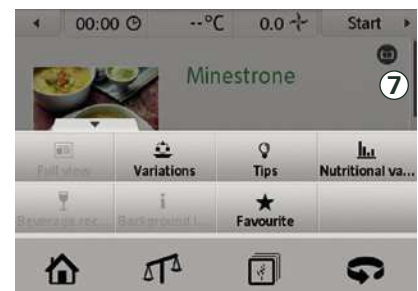 00:00 --°C 0.0 Start
Minestrone
7
Full view Variations Tips Nutritional va...
Beverage rec... Background I... Favourite